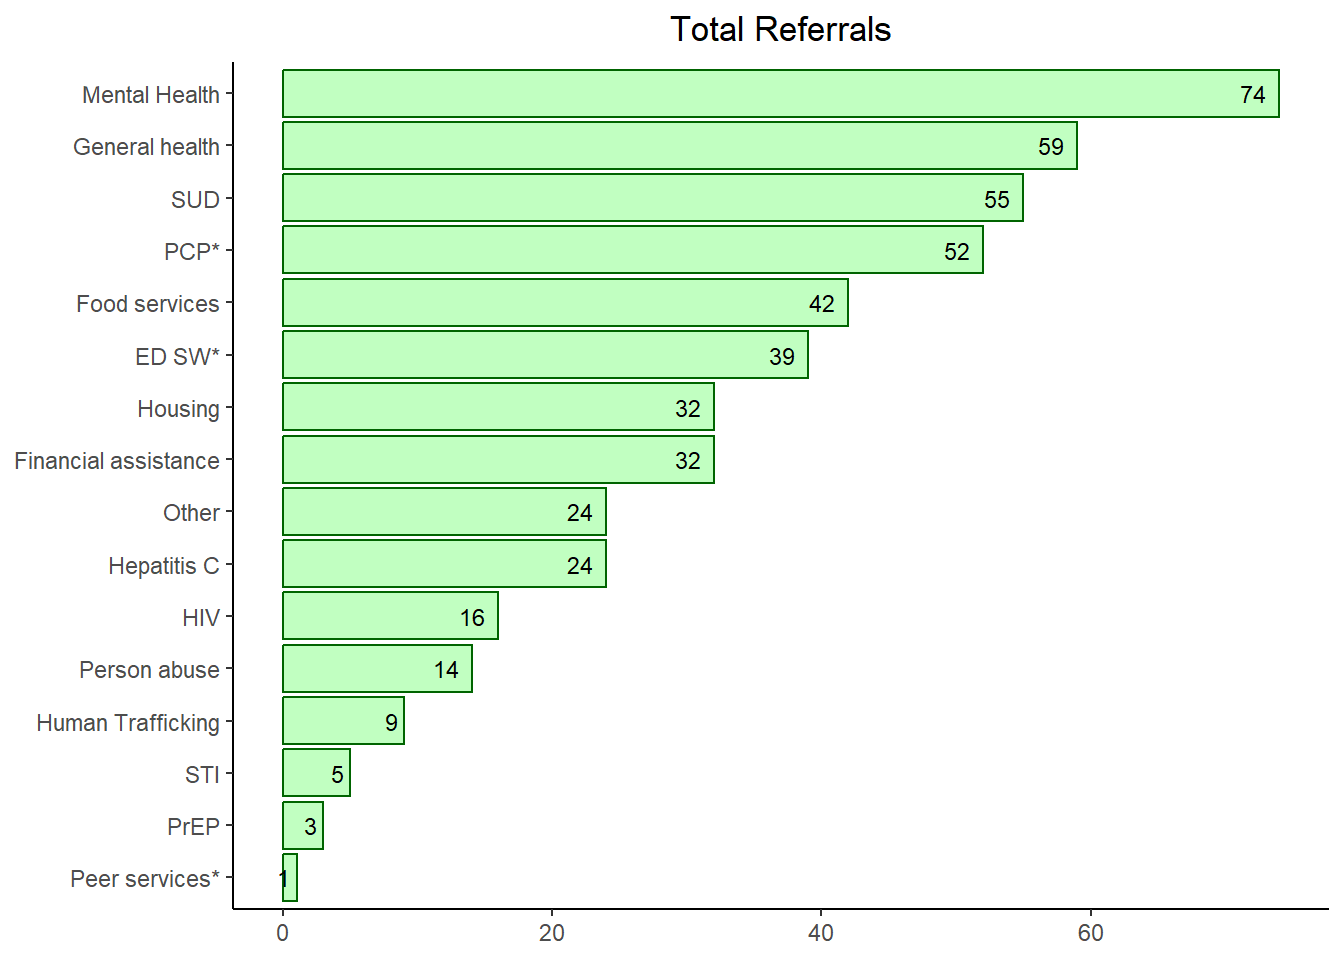 Total Referrals
Mental Health 74
General health 59
SUD 55
PCP* 52
Food services 42
ED SW* 39
Housing 32
Financial assistance 32
Other 24
Hepatitis C 24
HIV 16
Person abuse 14
Human Trafficking 9
STI 5
PrEP 3
Peer services* 1
0 20 40 60